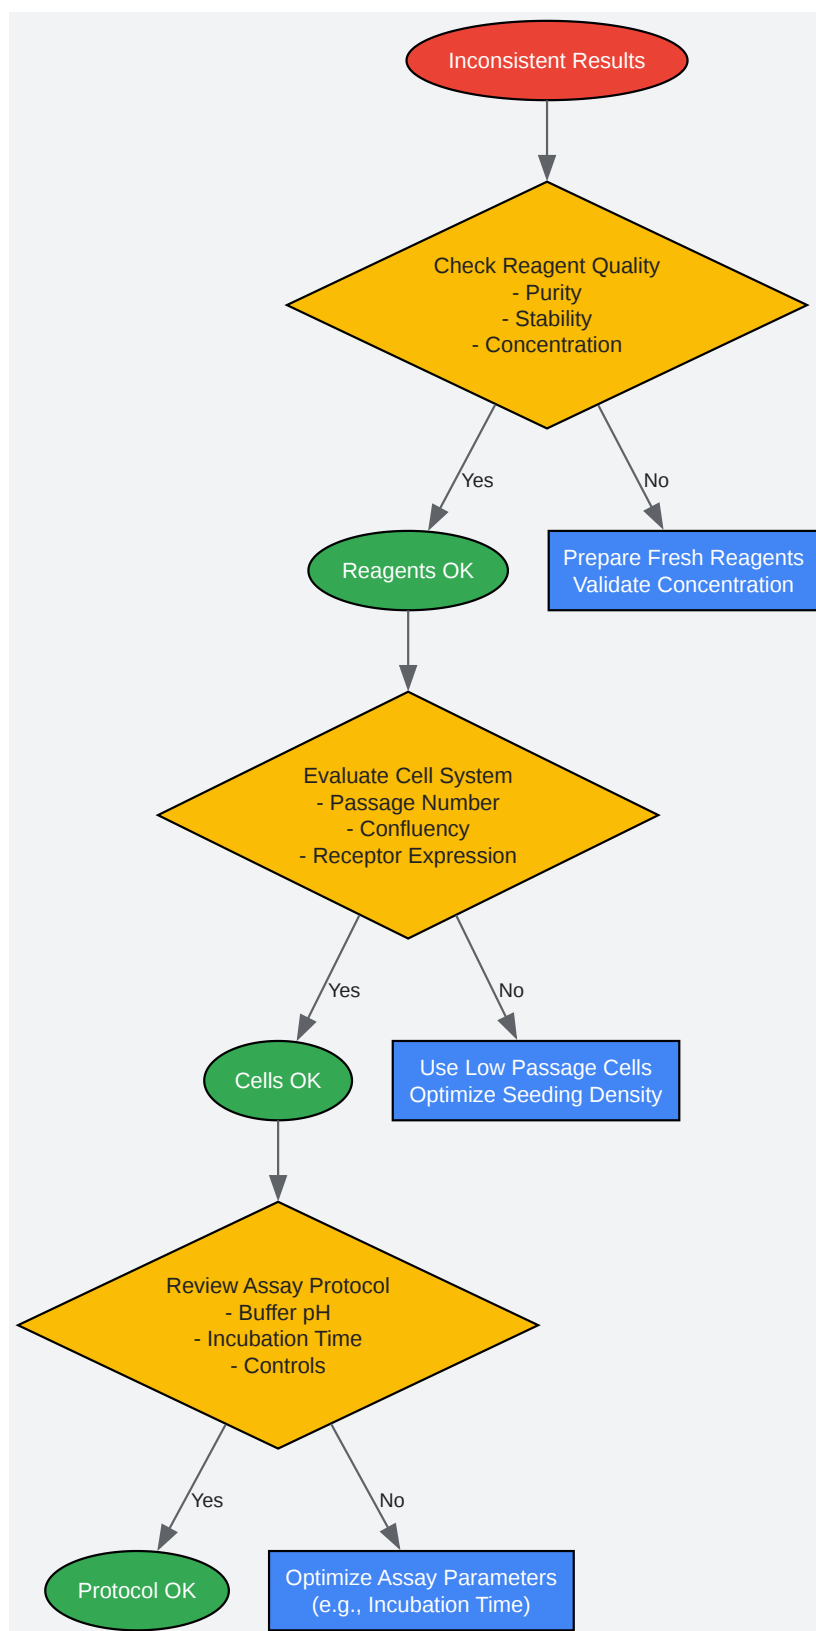 Inconsistent Results
Check Reagent Quality
- Purity
- Stability
- Concentration
Yes
No
Reagents OK
Prepare Fresh Reagents
Validate Concentration
Evaluate Cell System
- Passage Number
- Confluency
- Receptor Expression
Yes
No
Cells OK
Use Low Passage Cells
Optimize Seeding Density
Review Assay Protocol
- Buffer pH
- Incubation Time
- Controls
Yes
No
Protocol OK
Optimize Assay Parameters
(e.g., Incubation Time)